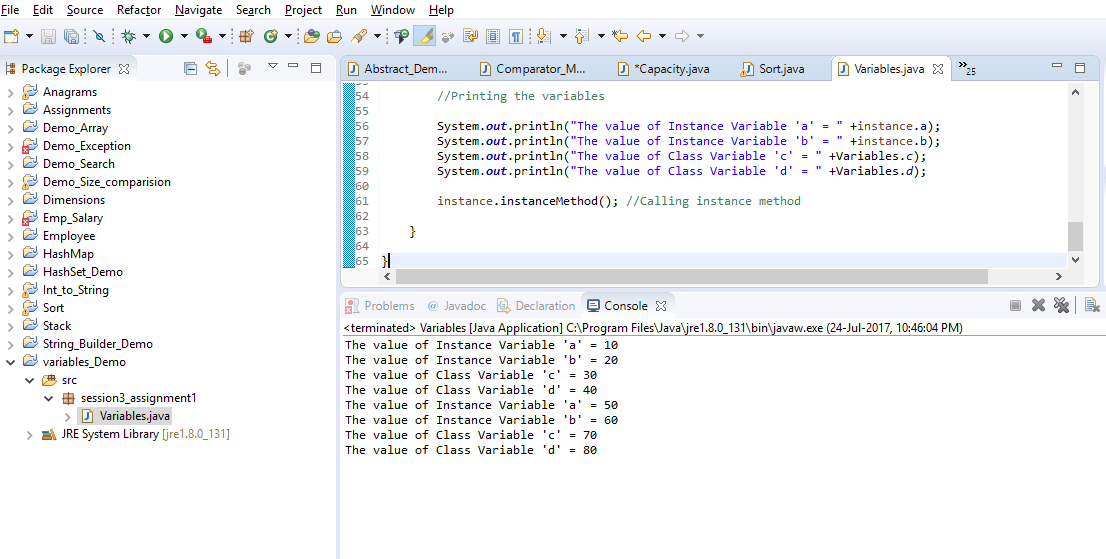 File Edit Source Refactor Navigate Search Project Run Window Help
Package Explorer
Anagrams
Assignments
Demo_Array
Demo_Exception
Demo_Search
Demo_Size_comparision
Dimensions
Emp_Salary
Employee
HashMap
HashSet_Demo
Int_to_String
Sort
Stack
String_Builder_Demo
variables_Demo
src
session3_assignment1
Variables.java
JRE System Library [jre1.8.0_131]
Abstract_Dem... Comparator_M... *Capacity.java Sort.java Variables.java »25
54 //Printing the variables
55
56 System.out.println("The value of Instance Variable 'a' = " +instance.a);
57 System.out.println("The value of Instance Variable 'b' = " +instance.b);
58 System.out.println("The value of Class Variable 'c' = " +Variables.c);
59 System.out.println("The value of Class Variable 'd' = " +Variables.d);
60
61 instance.instanceMethod(); //Calling instance method
62
63 }
64
65 }
Problems @ Javadoc Declaration Console
<terminated> Variables [Java Application] C:\Program Files\Java\jre1.8.0_131\bin\javaw.exe (24-Jul-2017, 10:46:04 PM)
The value of Instance Variable 'a' = 10
The value of Instance Variable 'b' = 20
The value of Class Variable 'c' = 30
The value of Class Variable 'd' = 40
The value of Instance Variable 'a' = 50
The value of Instance Variable 'b' = 60
The value of Class Variable 'c' = 70
The value of Class Variable 'd' = 80